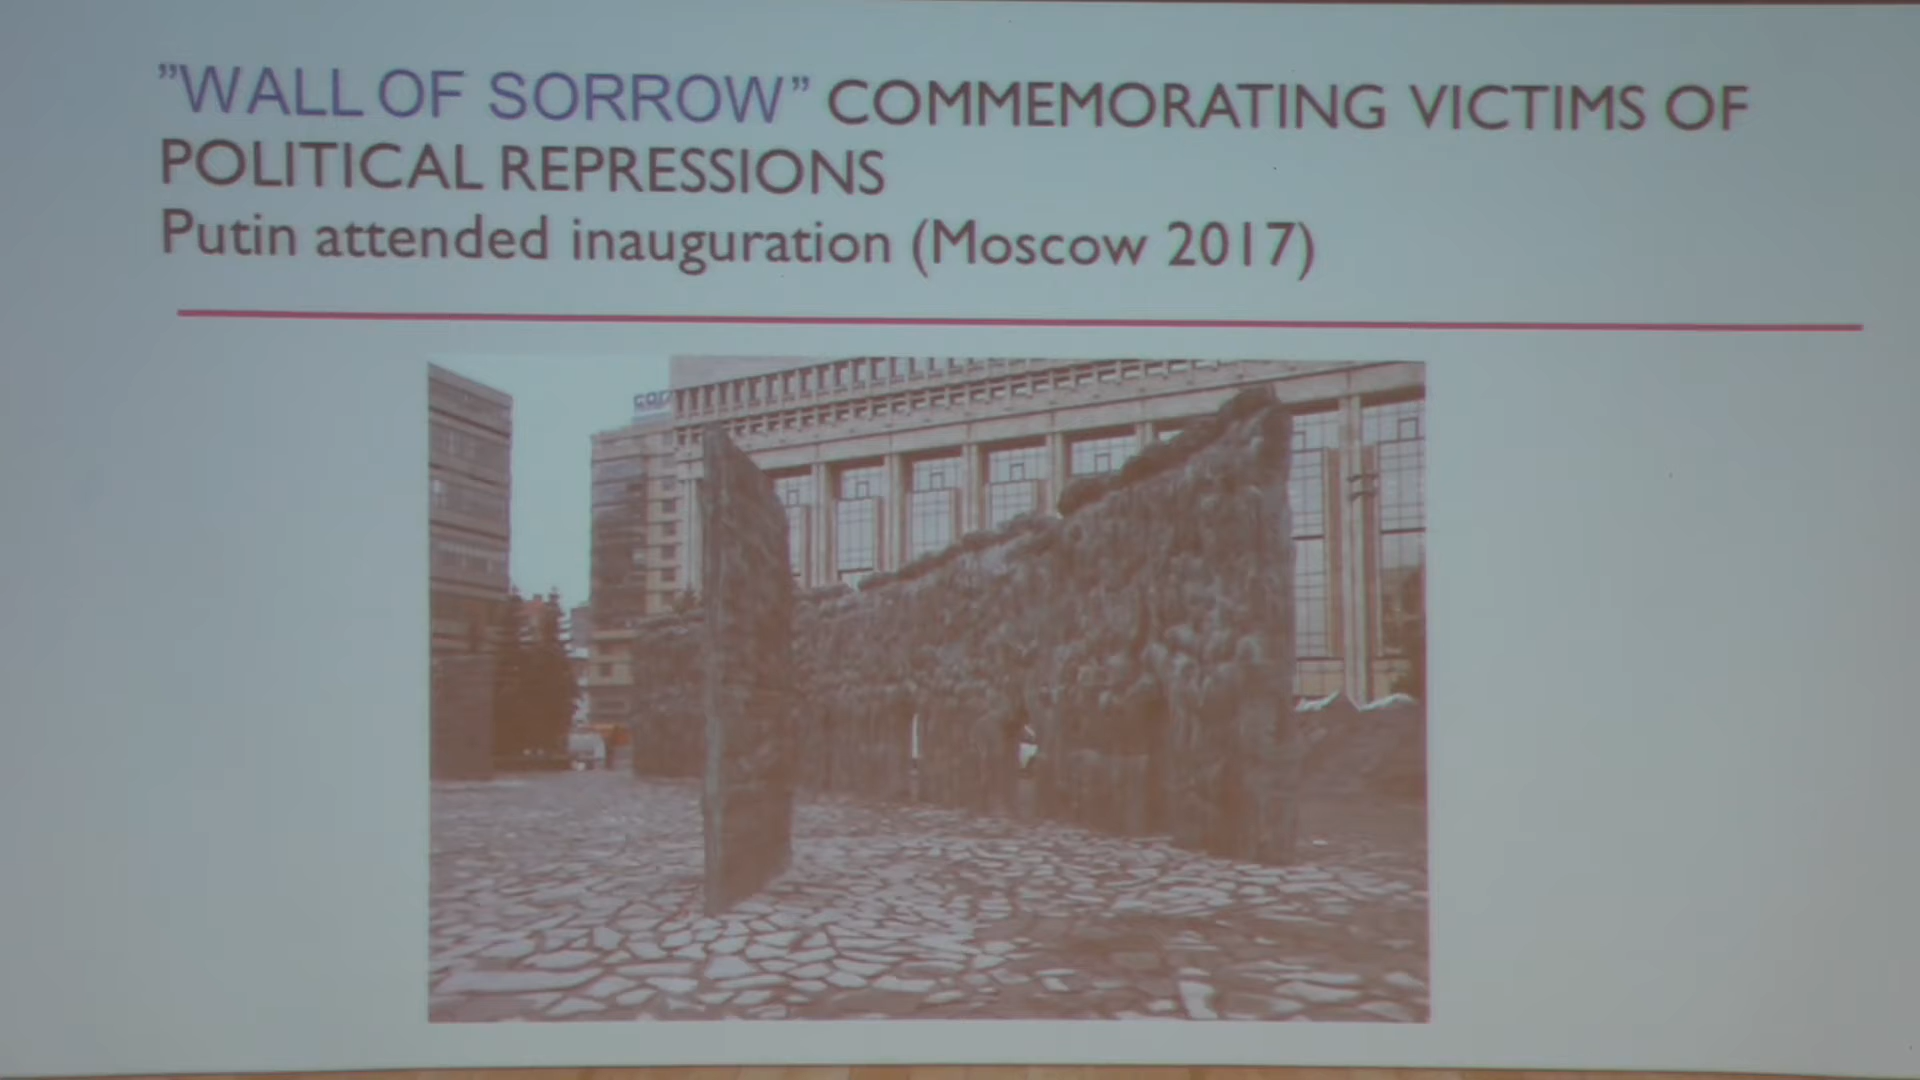 ”WALL OF SORROW” COMMEMORATING VICTIMS OF
POLITICAL REPRESSIONS
Putin attended inauguration (Moscow 2017)